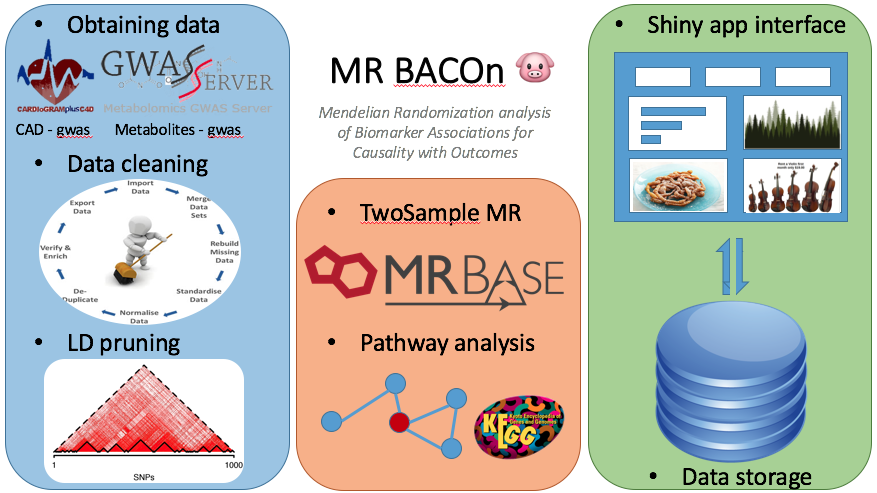 • Obtaining data
CARDIoGRAMplusC4D
GWAS SERVER
Metabolomics GWAS Server
CAD - gwas
Metabolites - gwas
• Data cleaning
Import Data
Merge Data Sets
Rebuild Missing Data
Standardise Data
Normalise Data
De-Duplicate
Verify & Enrich
Export Data
• LD pruning
1
1000
SNPs
MR BACOn
Mendelian Randomization analysis
of Biomarker Associations for
Causality with Outcomes
• TwoSample MR
MRBASE
• Pathway analysis
Kyoto Encyclopedia of
Genes and Genomes
KEGG
• Shiny app interface
• Data storage